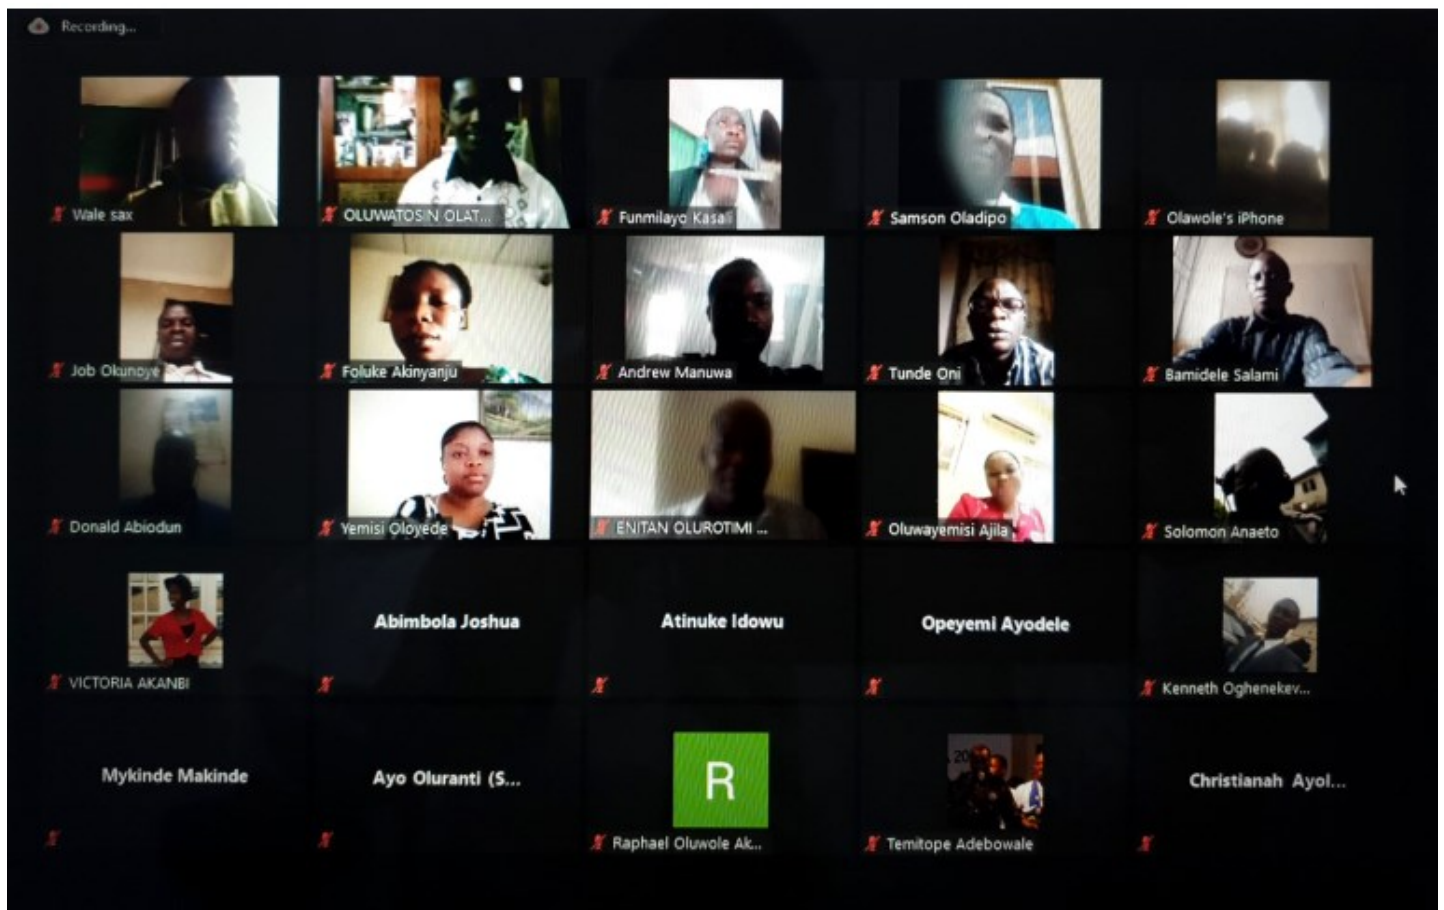 Recording...
Wale sax
OLUWATOS N OLAT...
Funmilayo Kasali
Samson Oladipo
Olawole's iPhone
Job Okunoye
Foluke Akinyanju
Andrew Manuwa
Tunde Oni
Bamidele Salami
Donald Abiodun
Yemisi Oloyede
ENITAN OLUROTIMI ...
Oluwayemisi Ajila
Solomon Anaeto
VICTORIA AKANBI
Abimbola Joshua
Atinuke Idowu
Opeyemi Ayodele
Kenneth Oghenekev...
Mykinde Makinde
Ayo Oluranti (S...
R
Raphael Oluwole Ak...
20
Temitope Adebowale
Christianah Ayol...